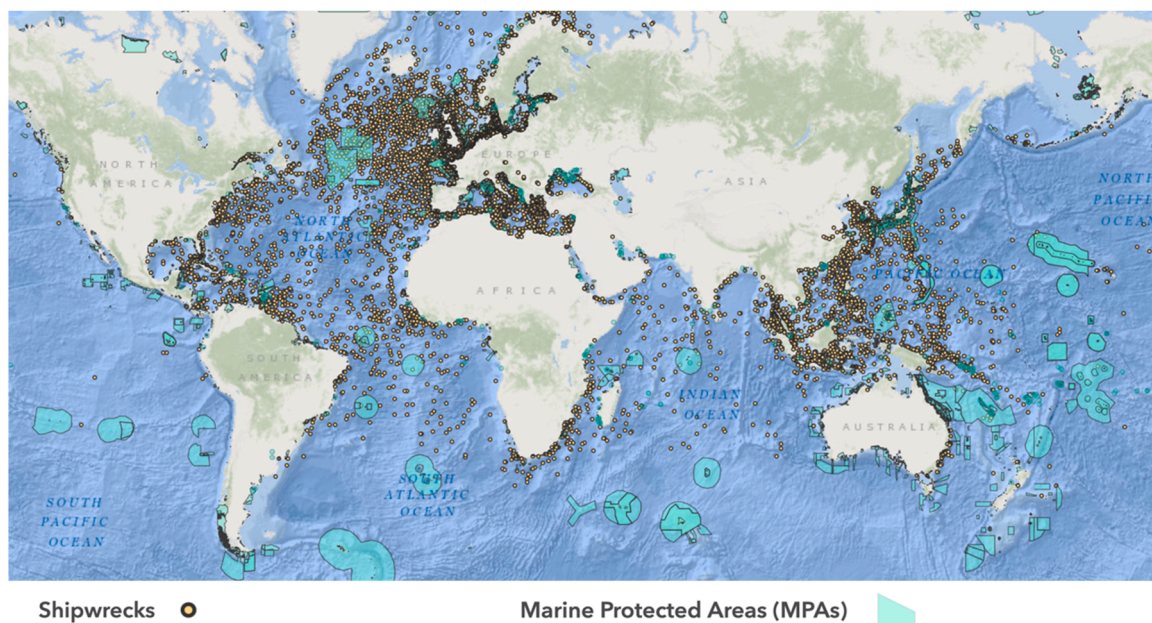 NORTH
AMERICA
EUROPE
ASIA
NORTH
PACIFIC
OCEAN
NORTH
ATLANTIC
OCEAN
PACIFIC OCEAN
AFRICA
SOUTH
AMERICA
INDIAN
OCEAN
AUSTRALIA
SOUTH
ATLANTIC
OCEAN
SOUTH
PACIFIC
OCEAN
Shipwrecks
Marine Protected Areas (MPAs)